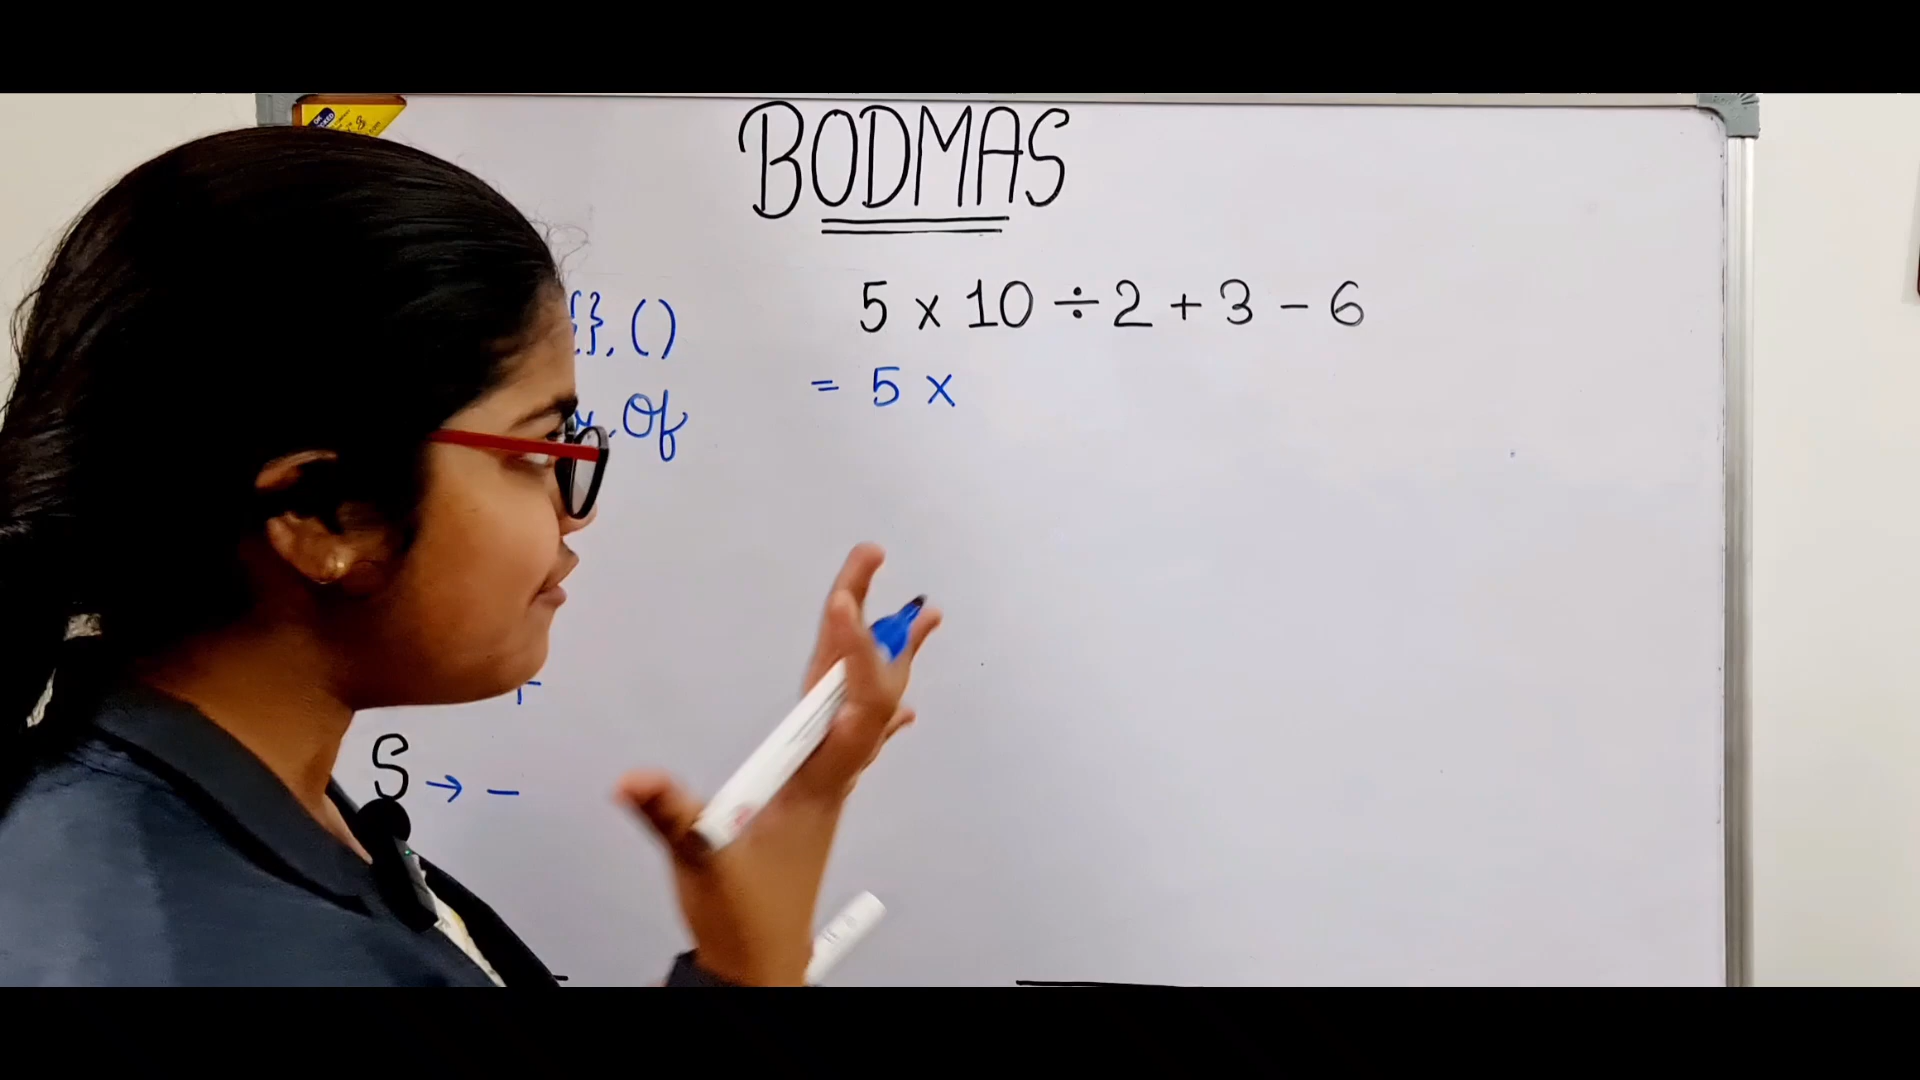 BODMAS
5 x 10 ÷ 2 + 3 - 6
= 5 x
{}, ()
, Of
S → -